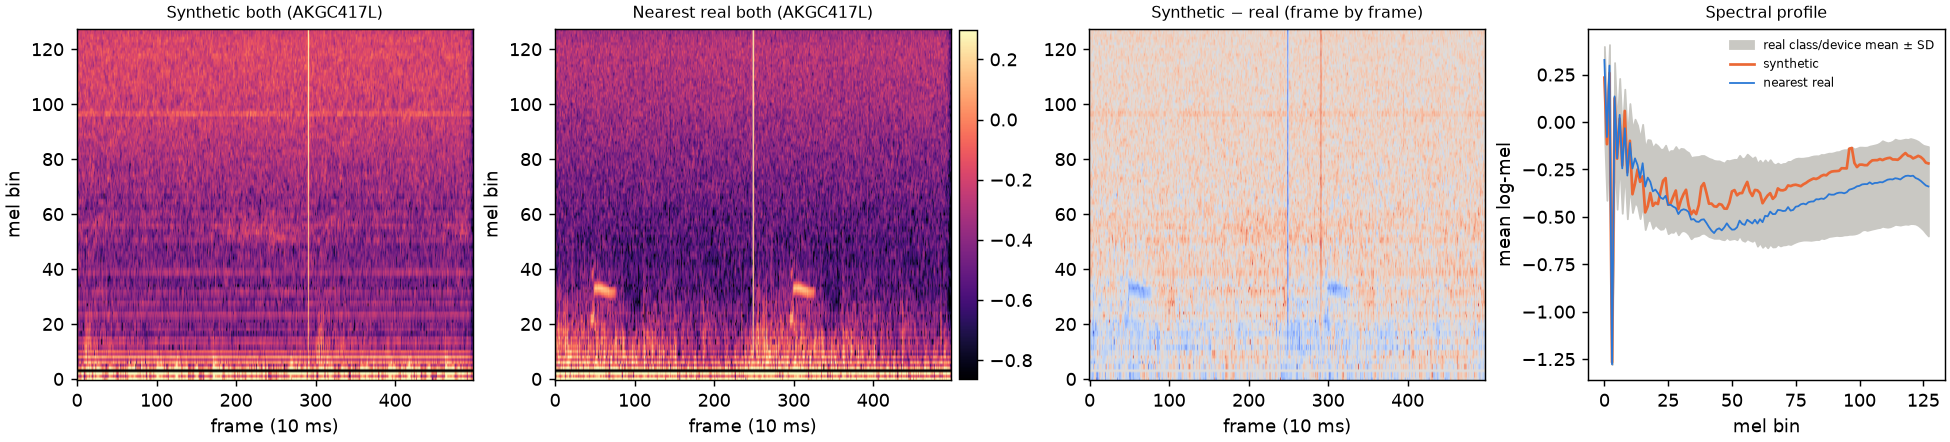 Synthetic both (AKGC417L)
120
100
80
60
40
20
0
mel bin
0 100 200 300 400
frame (10 ms)
Nearest real both (AKGC417L)
120
100
80
60
40
20
0
mel bin
0 100 200 300 400
frame (10 ms)
0.2
0.0
−0.2
−0.4
−0.6
−0.8
Synthetic − real (frame by frame)
120
100
80
60
40
20
0
0 100 200 300 400
frame (10 ms)
Spectral profile
real class/device mean ± SD
synthetic
nearest real
0.25
0.00
−0.25
−0.50
−0.75
−1.00
−1.25
mean log-mel
0 25 50 75 100 125
mel bin